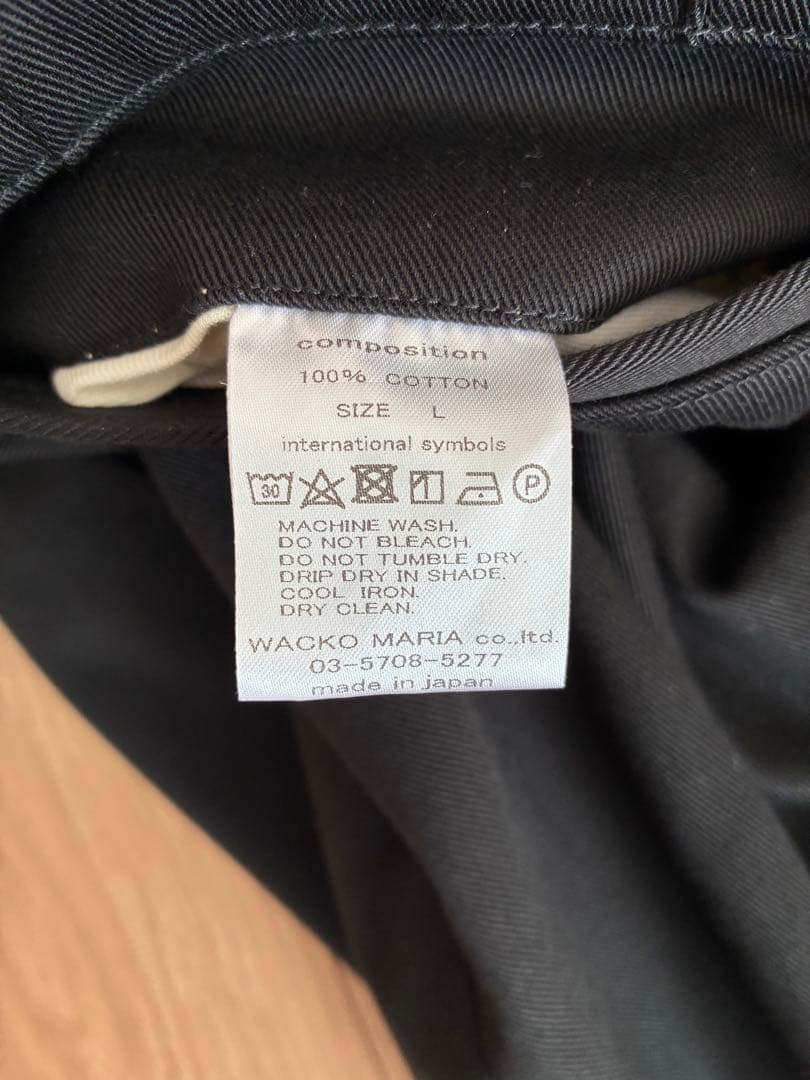 composition
100% COTTON
SIZE L
international symbols
30 P
MACHINE WASH.
DO NOT BLEACH.
DO NOT TUMBLE DRY.
DRIP DRY IN SHADE.
COOL IRON.
DRY CLEAN.
WACKO MARIA co.,ltd.
03-5708-5277
made in japan